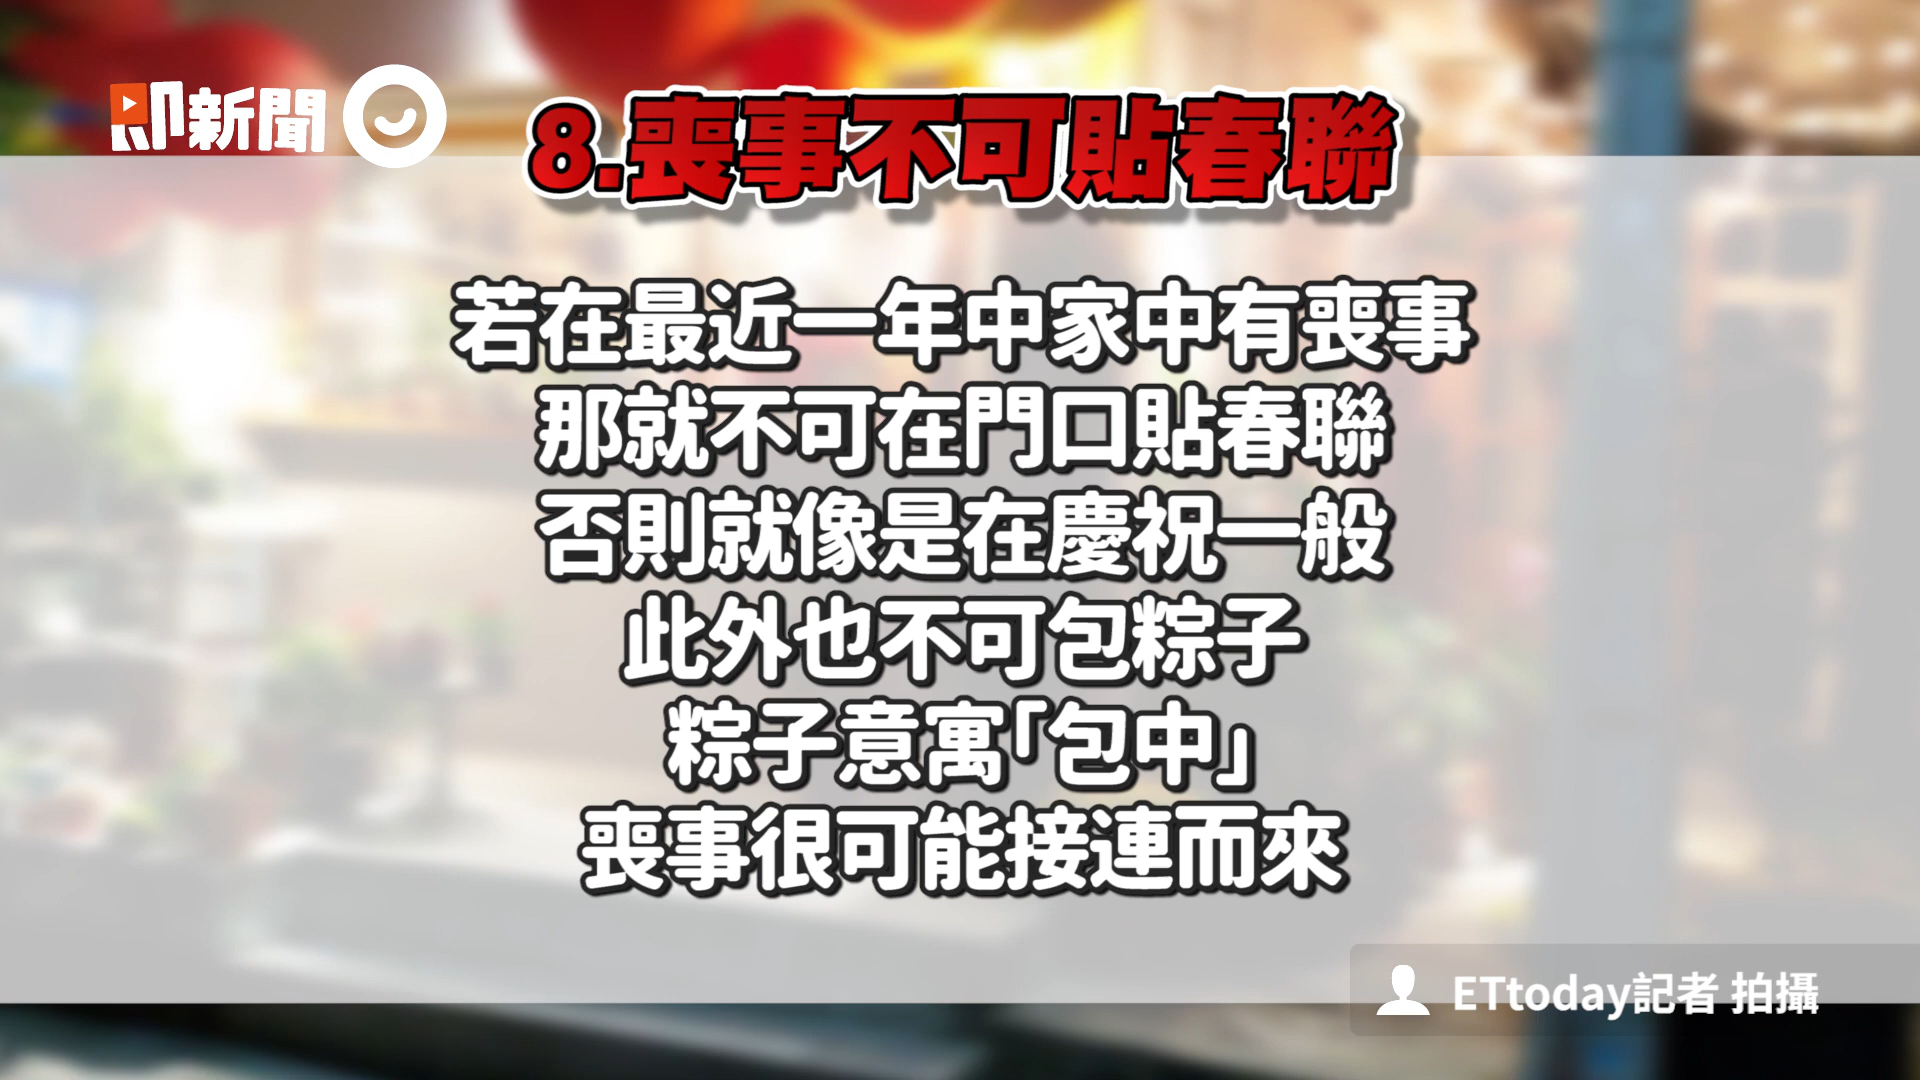 即新聞
8.喪事不可貼春聯
若在最近一年中家中有喪事
那就不可在門口貼春聯
否則就像是在慶祝一般
此外也不可包粽子
粽子意寓「包中」
喪事很可能接連而來
ETtoday記者 拍攝